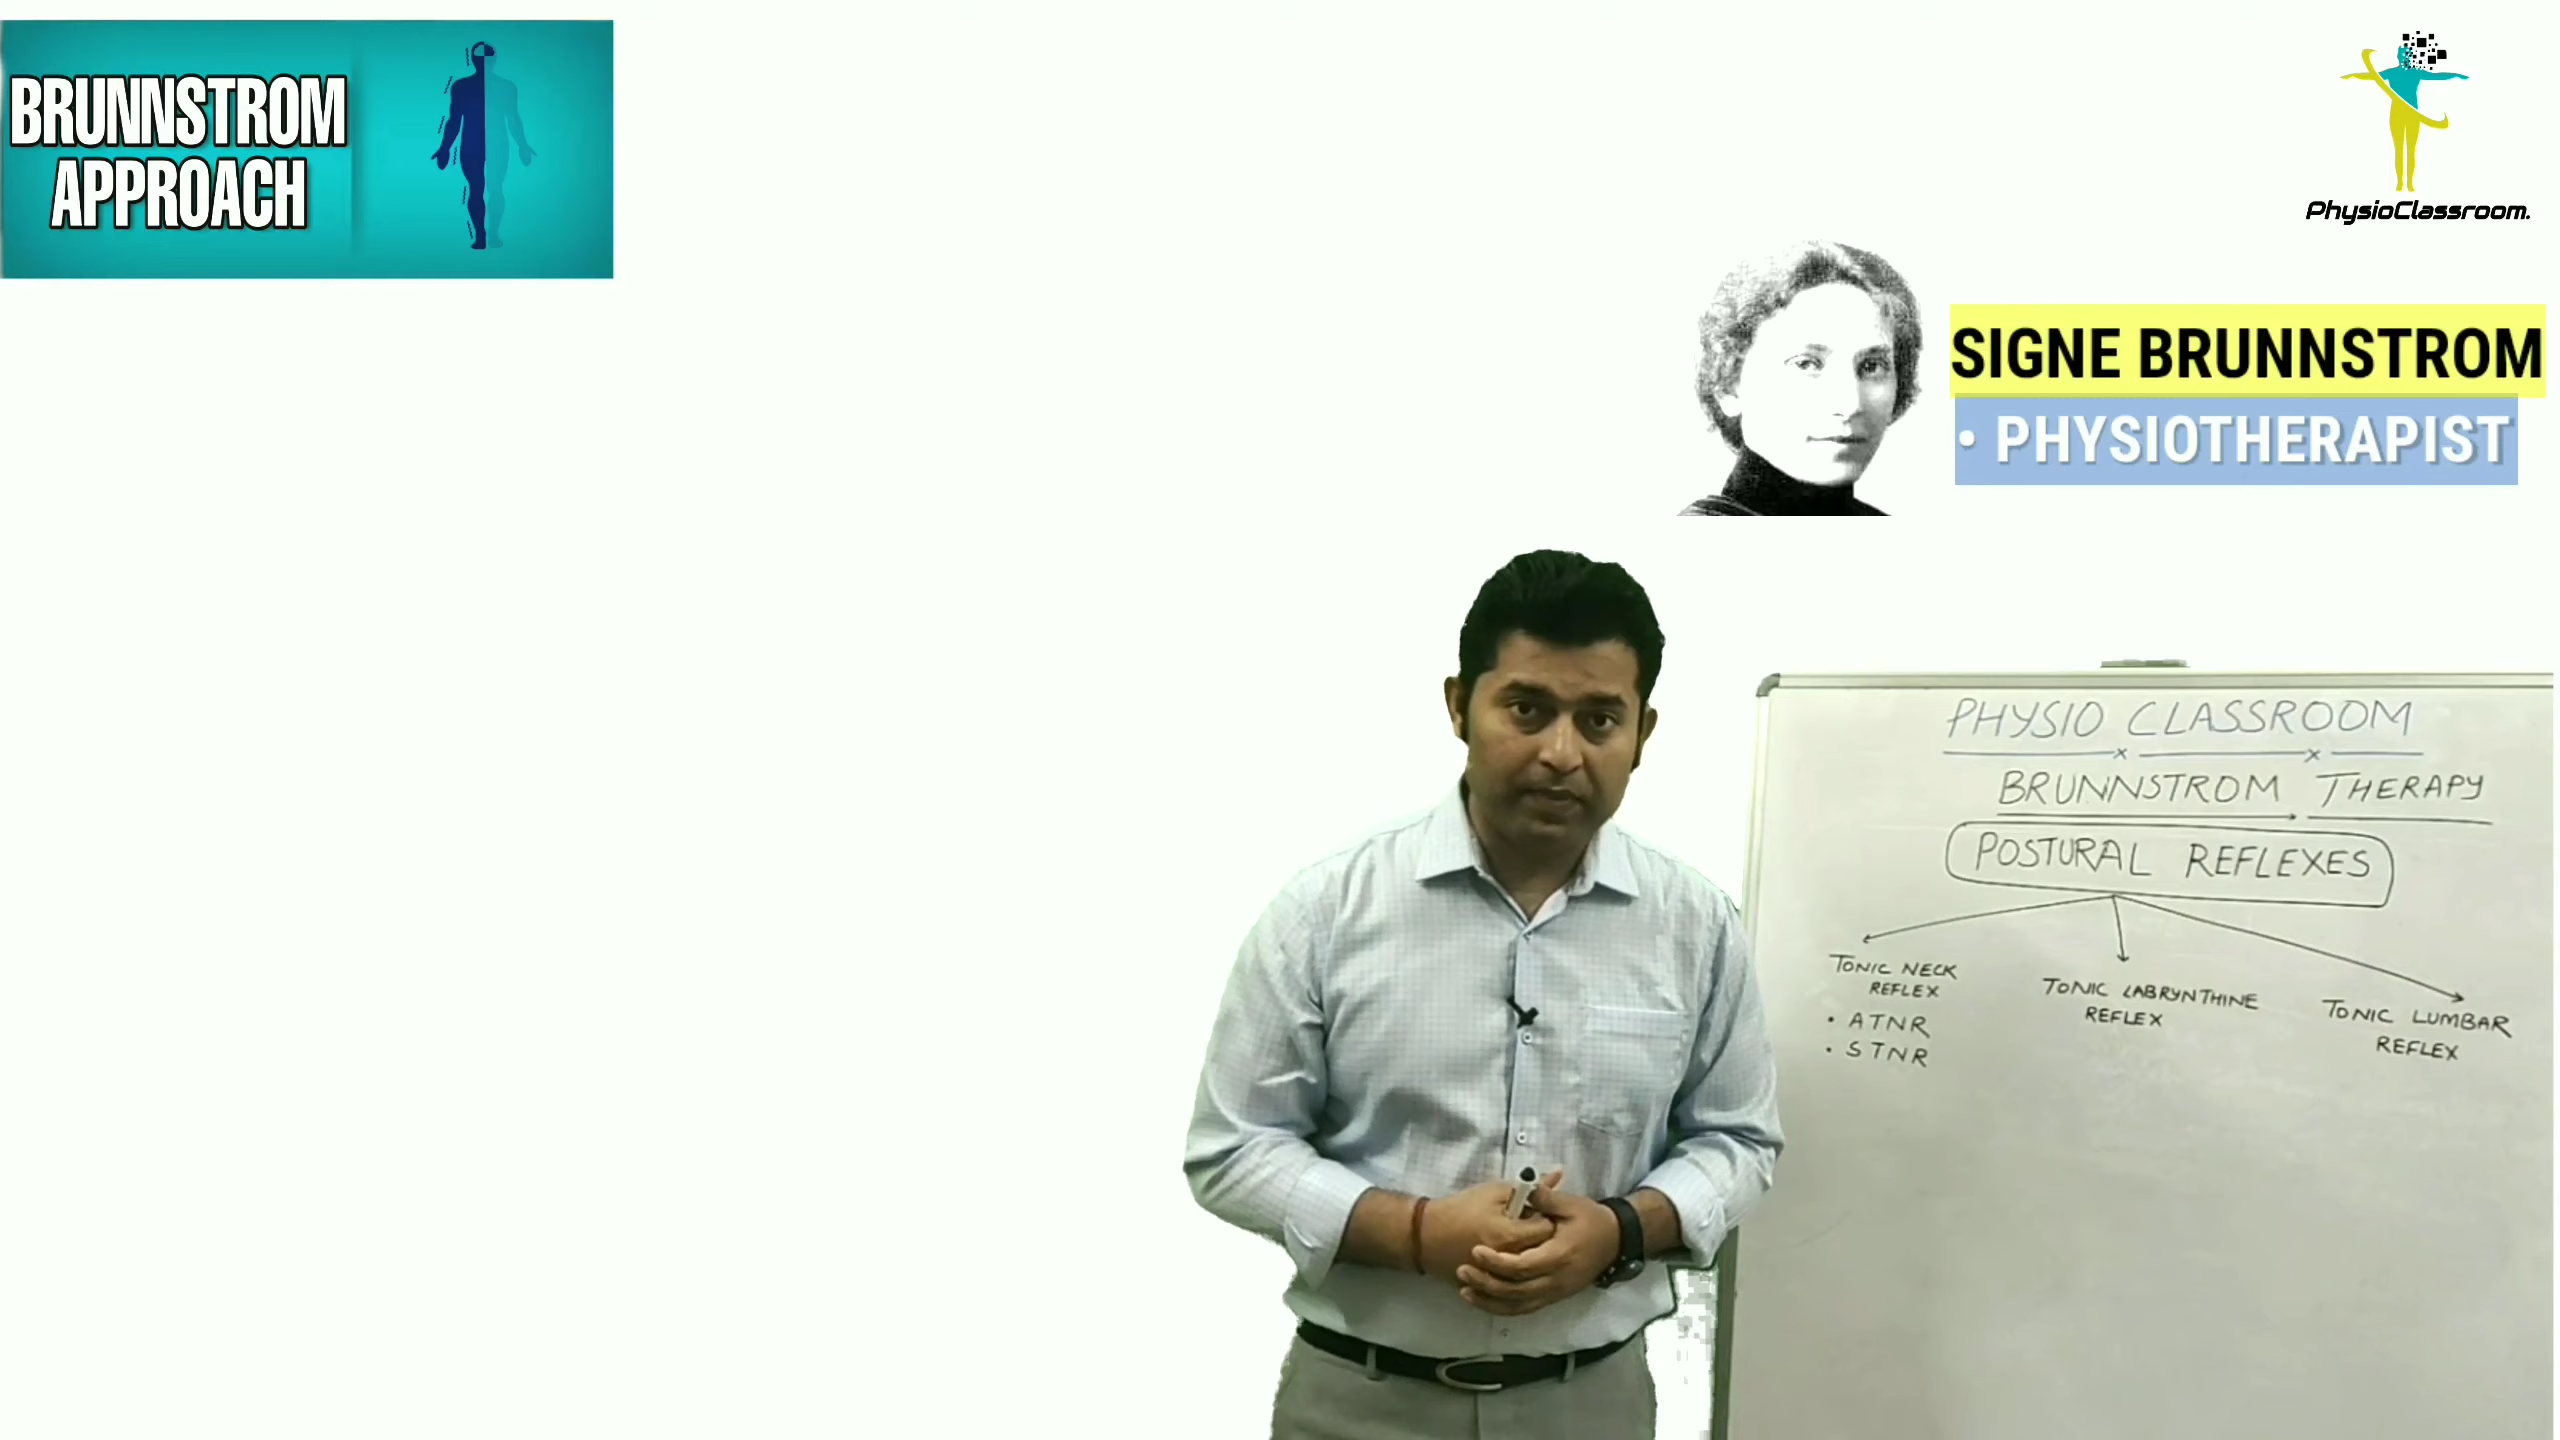 BRUNNSTROM
APPROACH
PhysioClassroom.
SIGNE BRUNNSTROM
• PHYSIOTHERAPIST
PHYSIO CLASSROOM
BRUNNSTROM THERAPY
POSTURAL REFLEXES
TONIC NECK
REFLEX
• ATNR
• STNR
TONIC LABRYNTHINE
REFLEX
TONIC LUMBAR
REFLEX